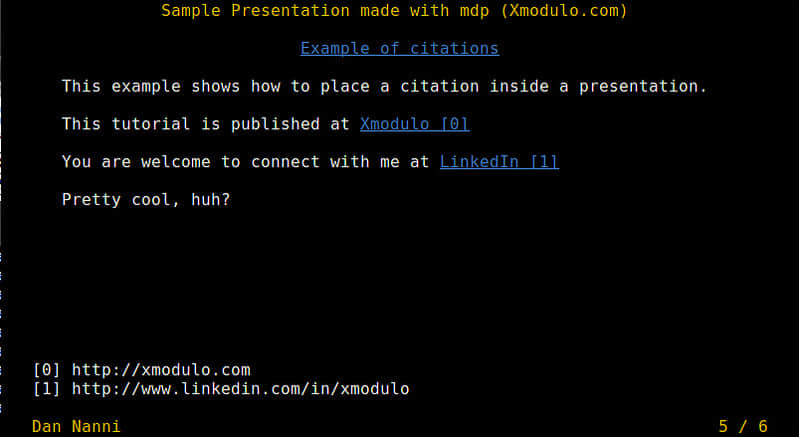 Sample Presentation made with mdp (Xmodulo.com)
Example of citations
This example shows how to place a citation inside a presentation.
This tutorial is published at Xmodulo [0]
You are welcome to connect with me at LinkedIn [1]
Pretty cool, huh?
[0] http://xmodulo.com
[1] http://www.linkedin.com/in/xmodulo
Dan Nanni 5 / 6